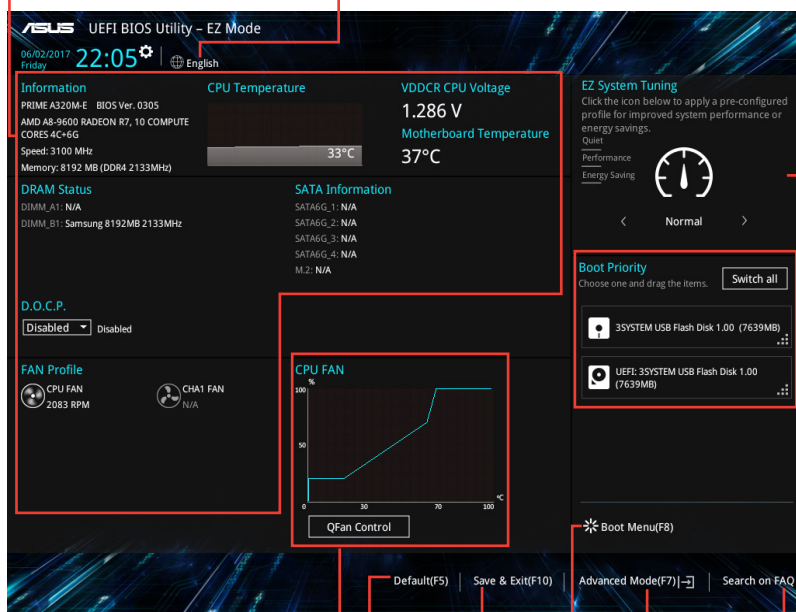 ASUS UEFI BIOS Utility – EZ Mode
06/02/2017
Friday
22:05
English
Information
PRIME A320M-E BIOS Ver. 0305
AMD A8-9600 RADEON R7, 10 COMPUTE
CORES 4C+6G
Speed: 3100 MHz
Memory: 8192 MB (DDR4 2133MHz)
CPU Temperature
33°C
VDDCR CPU Voltage
1.286 V
Motherboard Temperature
37°C
EZ System Tuning
Click the icon below to apply a pre-configured
profile for improved system performance or
energy savings.
Quiet
Performance
Energy Saving
< Normal >
DRAM Status
DIMM_A1: N/A
DIMM_B1: Samsung 8192MB 2133MHz
SATA Information
SATA6G_1: N/A
SATA6G_2: N/A
SATA6G_3: N/A
SATA6G_4: N/A
M.2: N/A
Boot Priority
Choose one and drag the items.
Switch all
3SYSTEM USB Flash Disk 1.00 (7639MB)
UEFI: 3SYSTEM USB Flash Disk 1.00
(7639MB)
D.O.C.P.
Disabled Disabled
FAN Profile
CPU FAN
2083 RPM
CHA1 FAN
N/A
CPU FAN
%
100
50
°C
0 30 70 100
QFan Control
Boot Menu(F8)
Default(F5) Save & Exit(F10) Advanced Mode(F7) Search on FAQ